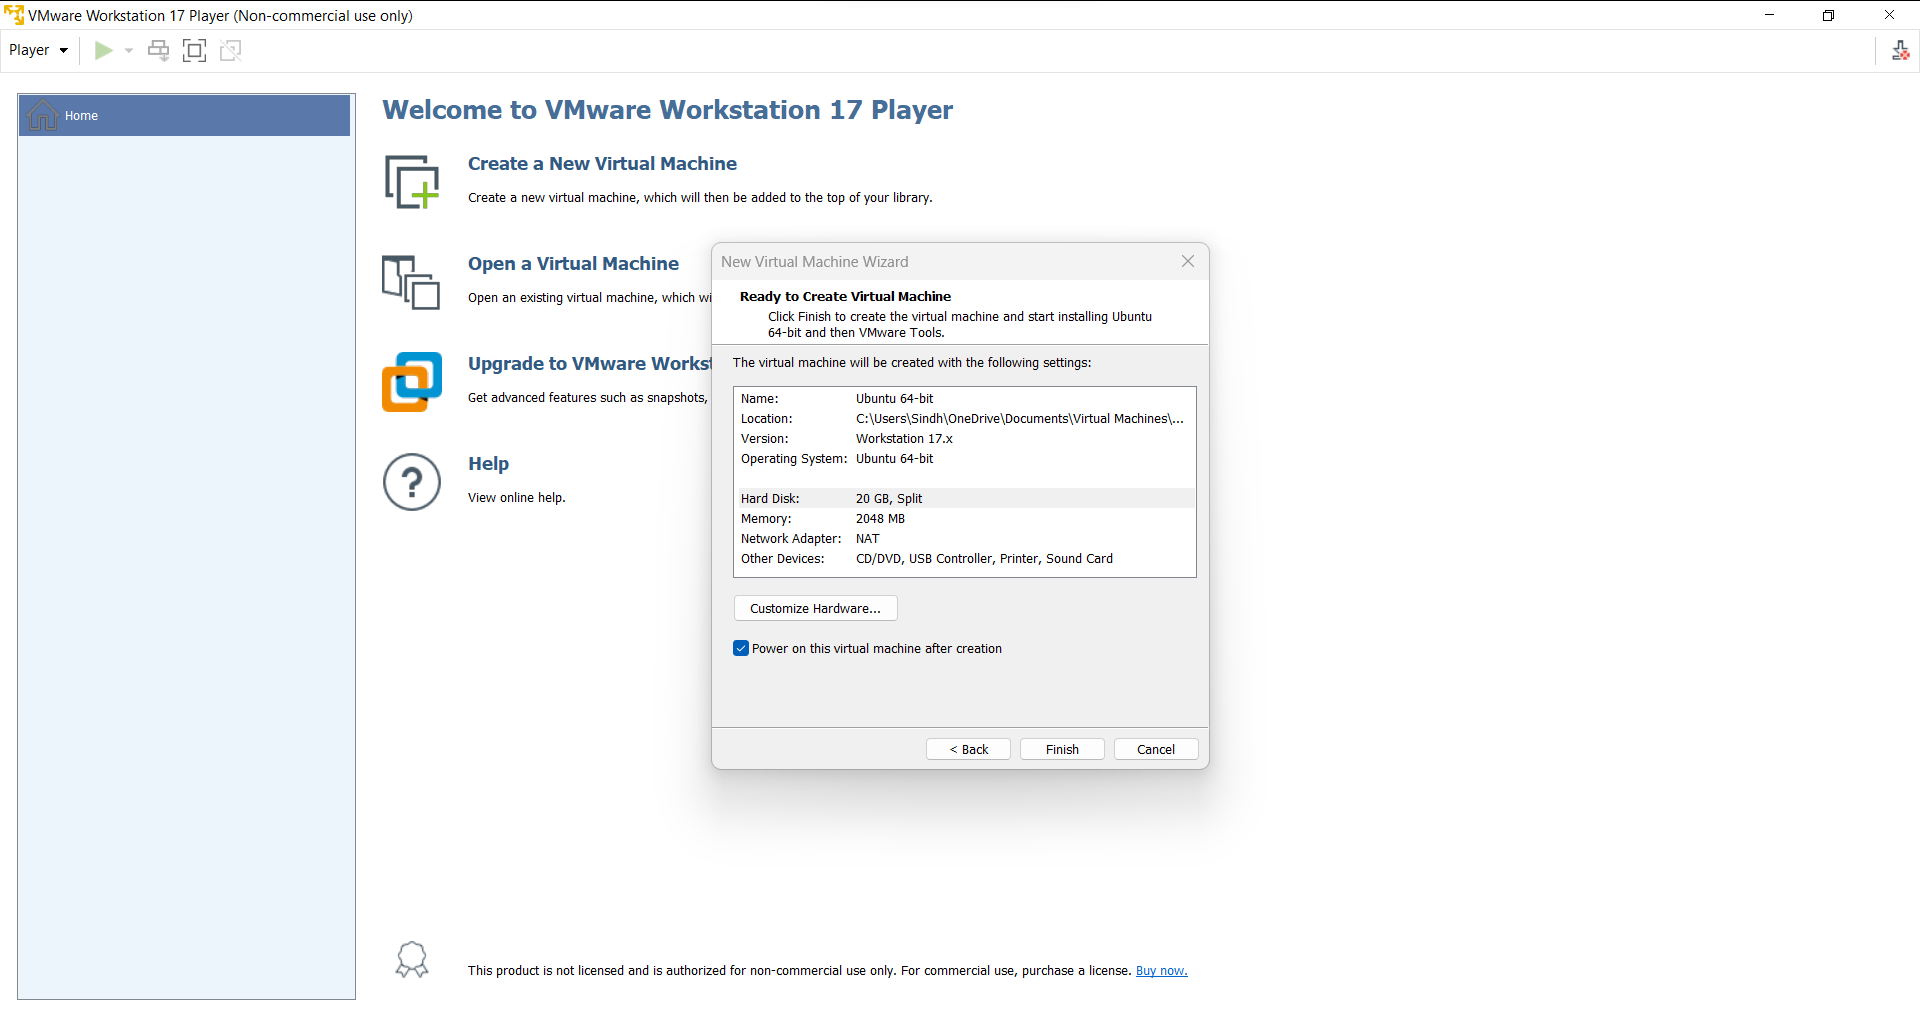 VMware Workstation 17 Player (Non-commercial use only)
Player
Home
Welcome to VMware Workstation 17 Player
Create a New Virtual Machine
Create a new virtual machine, which will then be added to the top of your library.
Open a Virtual Machine
Open an existing virtual machine, which wi
Upgrade to VMware Workst
Get advanced features such as snapshots,
Help
View online help.
New Virtual Machine Wizard
Ready to Create Virtual Machine
Click Finish to create the virtual machine and start installing Ubuntu
64-bit and then VMware Tools.
The virtual machine will be created with the following settings:
Name: Ubuntu 64-bit
Location: C:\Users\Sindh\OneDrive\Documents\Virtual Machines\...
Version: Workstation 17.x
Operating System: Ubuntu 64-bit
Hard Disk: 20 GB, Split
Memory: 2048 MB
Network Adapter: NAT
Other Devices: CD/DVD, USB Controller, Printer, Sound Card
Customize Hardware...
Power on this virtual machine after creation
< Back Finish Cancel
This product is not licensed and is authorized for non-commercial use only. For commercial use, purchase a license. Buy now.